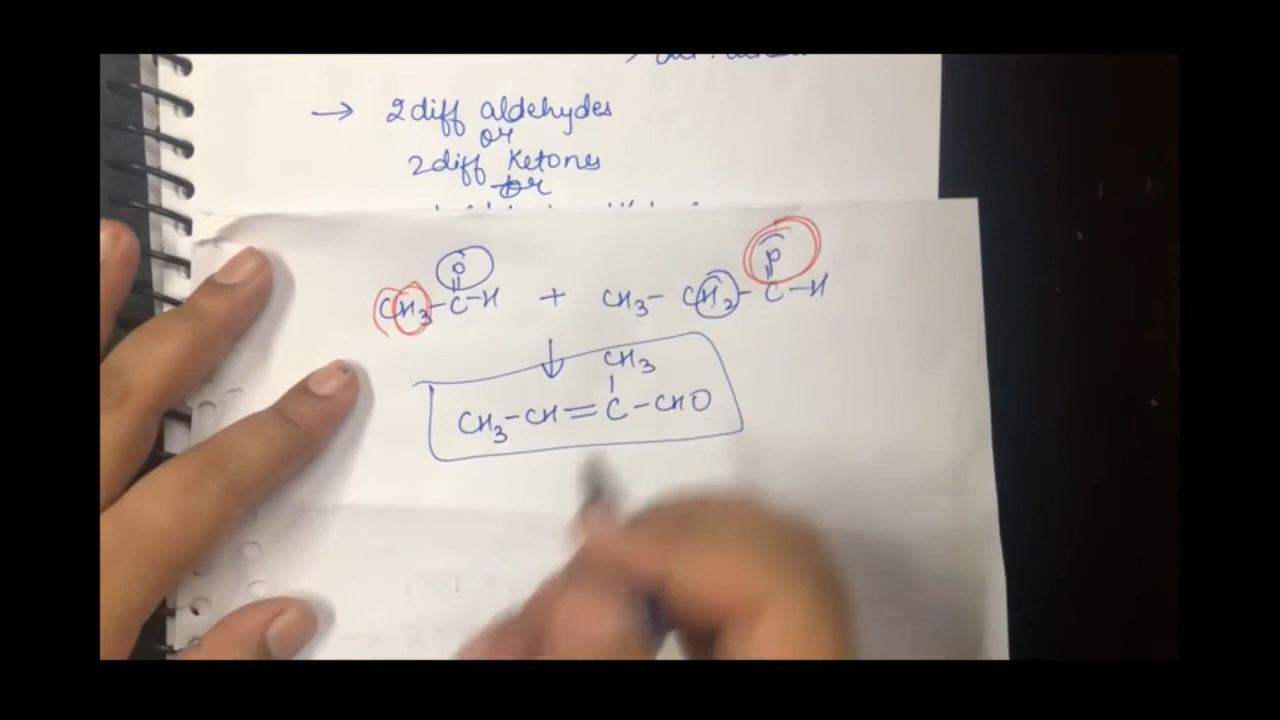 → 2 diff aldehydes
or
2 diff Ketones
or
O O
CH3-C-H + CH3-CH2-C-H
↓
CH3
CH3-CH=C-CHO